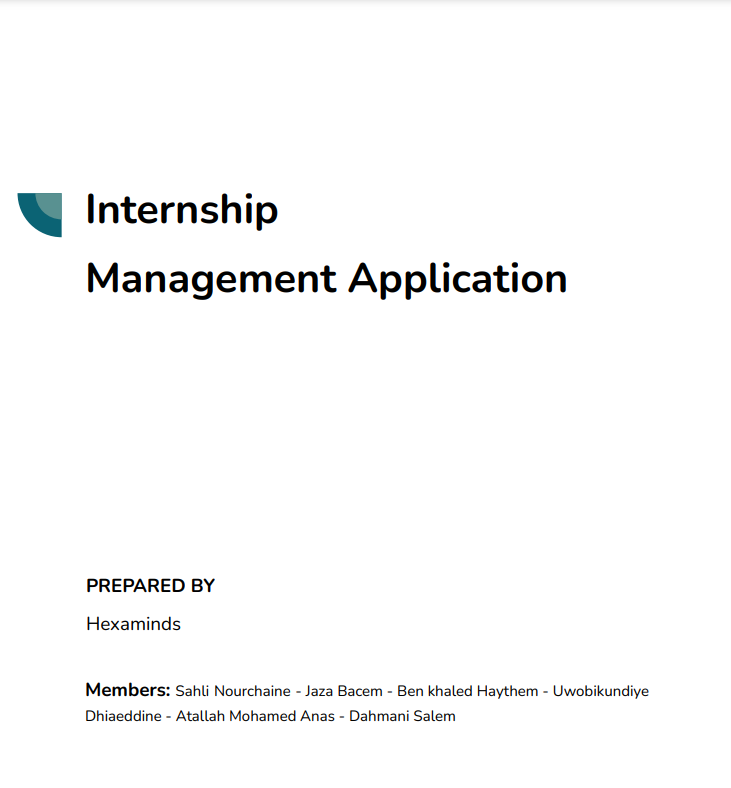 Internship
Management Application
PREPARED BY
Hexaminds
Members: Sahli Nourchaine - Jaza Bacem - Ben khaled Haythem - Uwobikundiye
Dhiaeddine - Atallah Mohamed Anas - Dahmani Salem